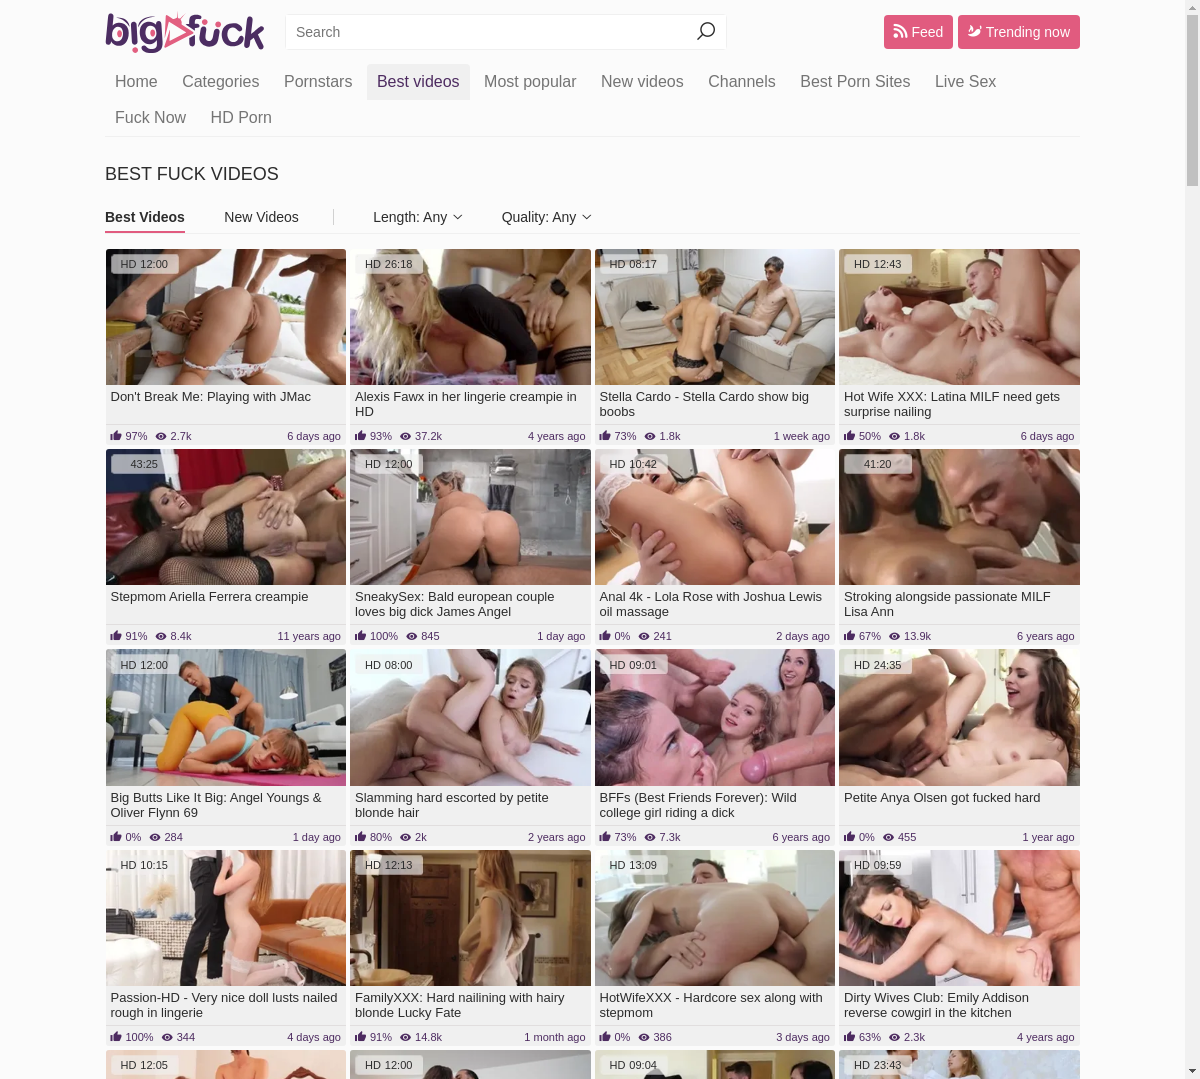 bigfuck
Search
Feed
Trending now
Home Categories Pornstars Best videos Most popular New videos Channels Best Porn Sites Live Sex
Fuck Now HD Porn
BEST FUCK VIDEOS
Best Videos New Videos Length: Any Quality: Any
HD 12:00
HD 26:18
HD 08:17
HD 12:43
Don't Break Me: Playing with JMac
97% 2.7k 6 days ago
Alexis Fawx in her lingerie creampie in
HD
93% 37.2k 4 years ago
Stella Cardo - Stella Cardo show big
boobs
73% 1.8k 1 week ago
Hot Wife XXX: Latina MILF need gets
surprise nailing
50% 1.8k 6 days ago
43:25
HD 12:00
HD 10:42
41:20
Stepmom Ariella Ferrera creampie
91% 8.4k 11 years ago
SneakySex: Bald european couple
loves big dick James Angel
100% 845 1 day ago
Anal 4k - Lola Rose with Joshua Lewis
oil massage
0% 241 2 days ago
Stroking alongside passionate MILF
Lisa Ann
67% 13.9k 6 years ago
HD 12:00
HD 08:00
HD 09:01
HD 24:35
Big Butts Like It Big: Angel Youngs &
Oliver Flynn 69
0% 284 1 day ago
Slamming hard escorted by petite
blonde hair
80% 2k 2 years ago
BFFs (Best Friends Forever): Wild
college girl riding a dick
73% 7.3k 6 years ago
Petite Anya Olsen got fucked hard
0% 455 1 year ago
HD 10:15
HD 12:13
HD 13:09
HD 09:59
Passion-HD - Very nice doll lusts nailed
rough in lingerie
100% 344 4 days ago
FamilyXXX: Hard nailining with hairy
blonde Lucky Fate
91% 14.8k 1 month ago
HotWifeXXX - Hardcore sex along with
stepmom
0% 386 3 days ago
Dirty Wives Club: Emily Addison
reverse cowgirl in the kitchen
63% 2.3k 4 years ago
HD 12:05
HD 12:00
HD 09:04
HD 23:43